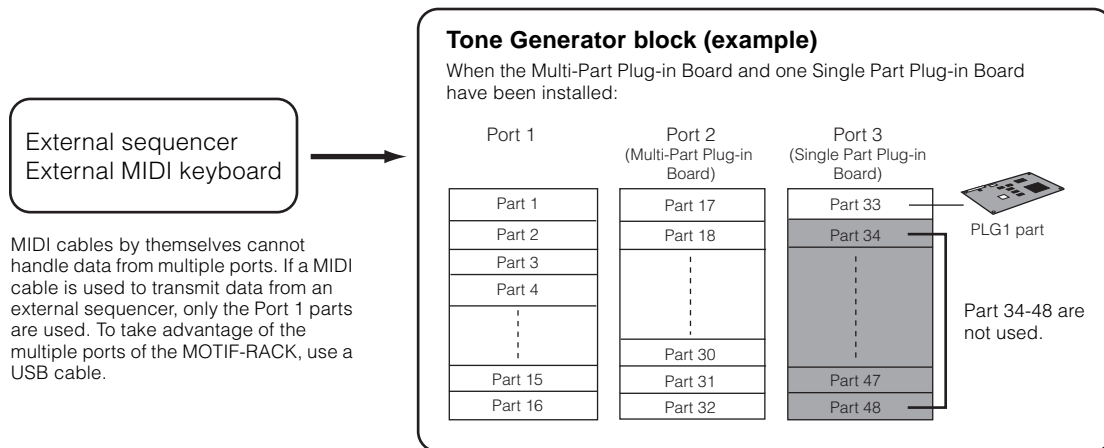 Tone Generator block (example)
When the Multi-Part Plug-in Board and one Single Part Plug-in Board
have been installed:
External sequencer
External MIDI keyboard
MIDI cables by themselves cannot
handle data from multiple ports. If a MIDI
cable is used to transmit data from an
external sequencer, only the Port 1 parts
are used. To take advantage of the
multiple ports of the MOTIF-RACK, use a
USB cable.
Port 1
Part 1
Part 2
Part 3
Part 4
Part 15
Part 16
Port 2
(Multi-Part Plug-in
Board)
Part 17
Part 18
Part 30
Part 31
Part 32
Port 3
(Single Part Plug-in
Board)
Part 33
Part 34
Part 47
Part 48
PLG1 part
Part 34-48 are
not used.